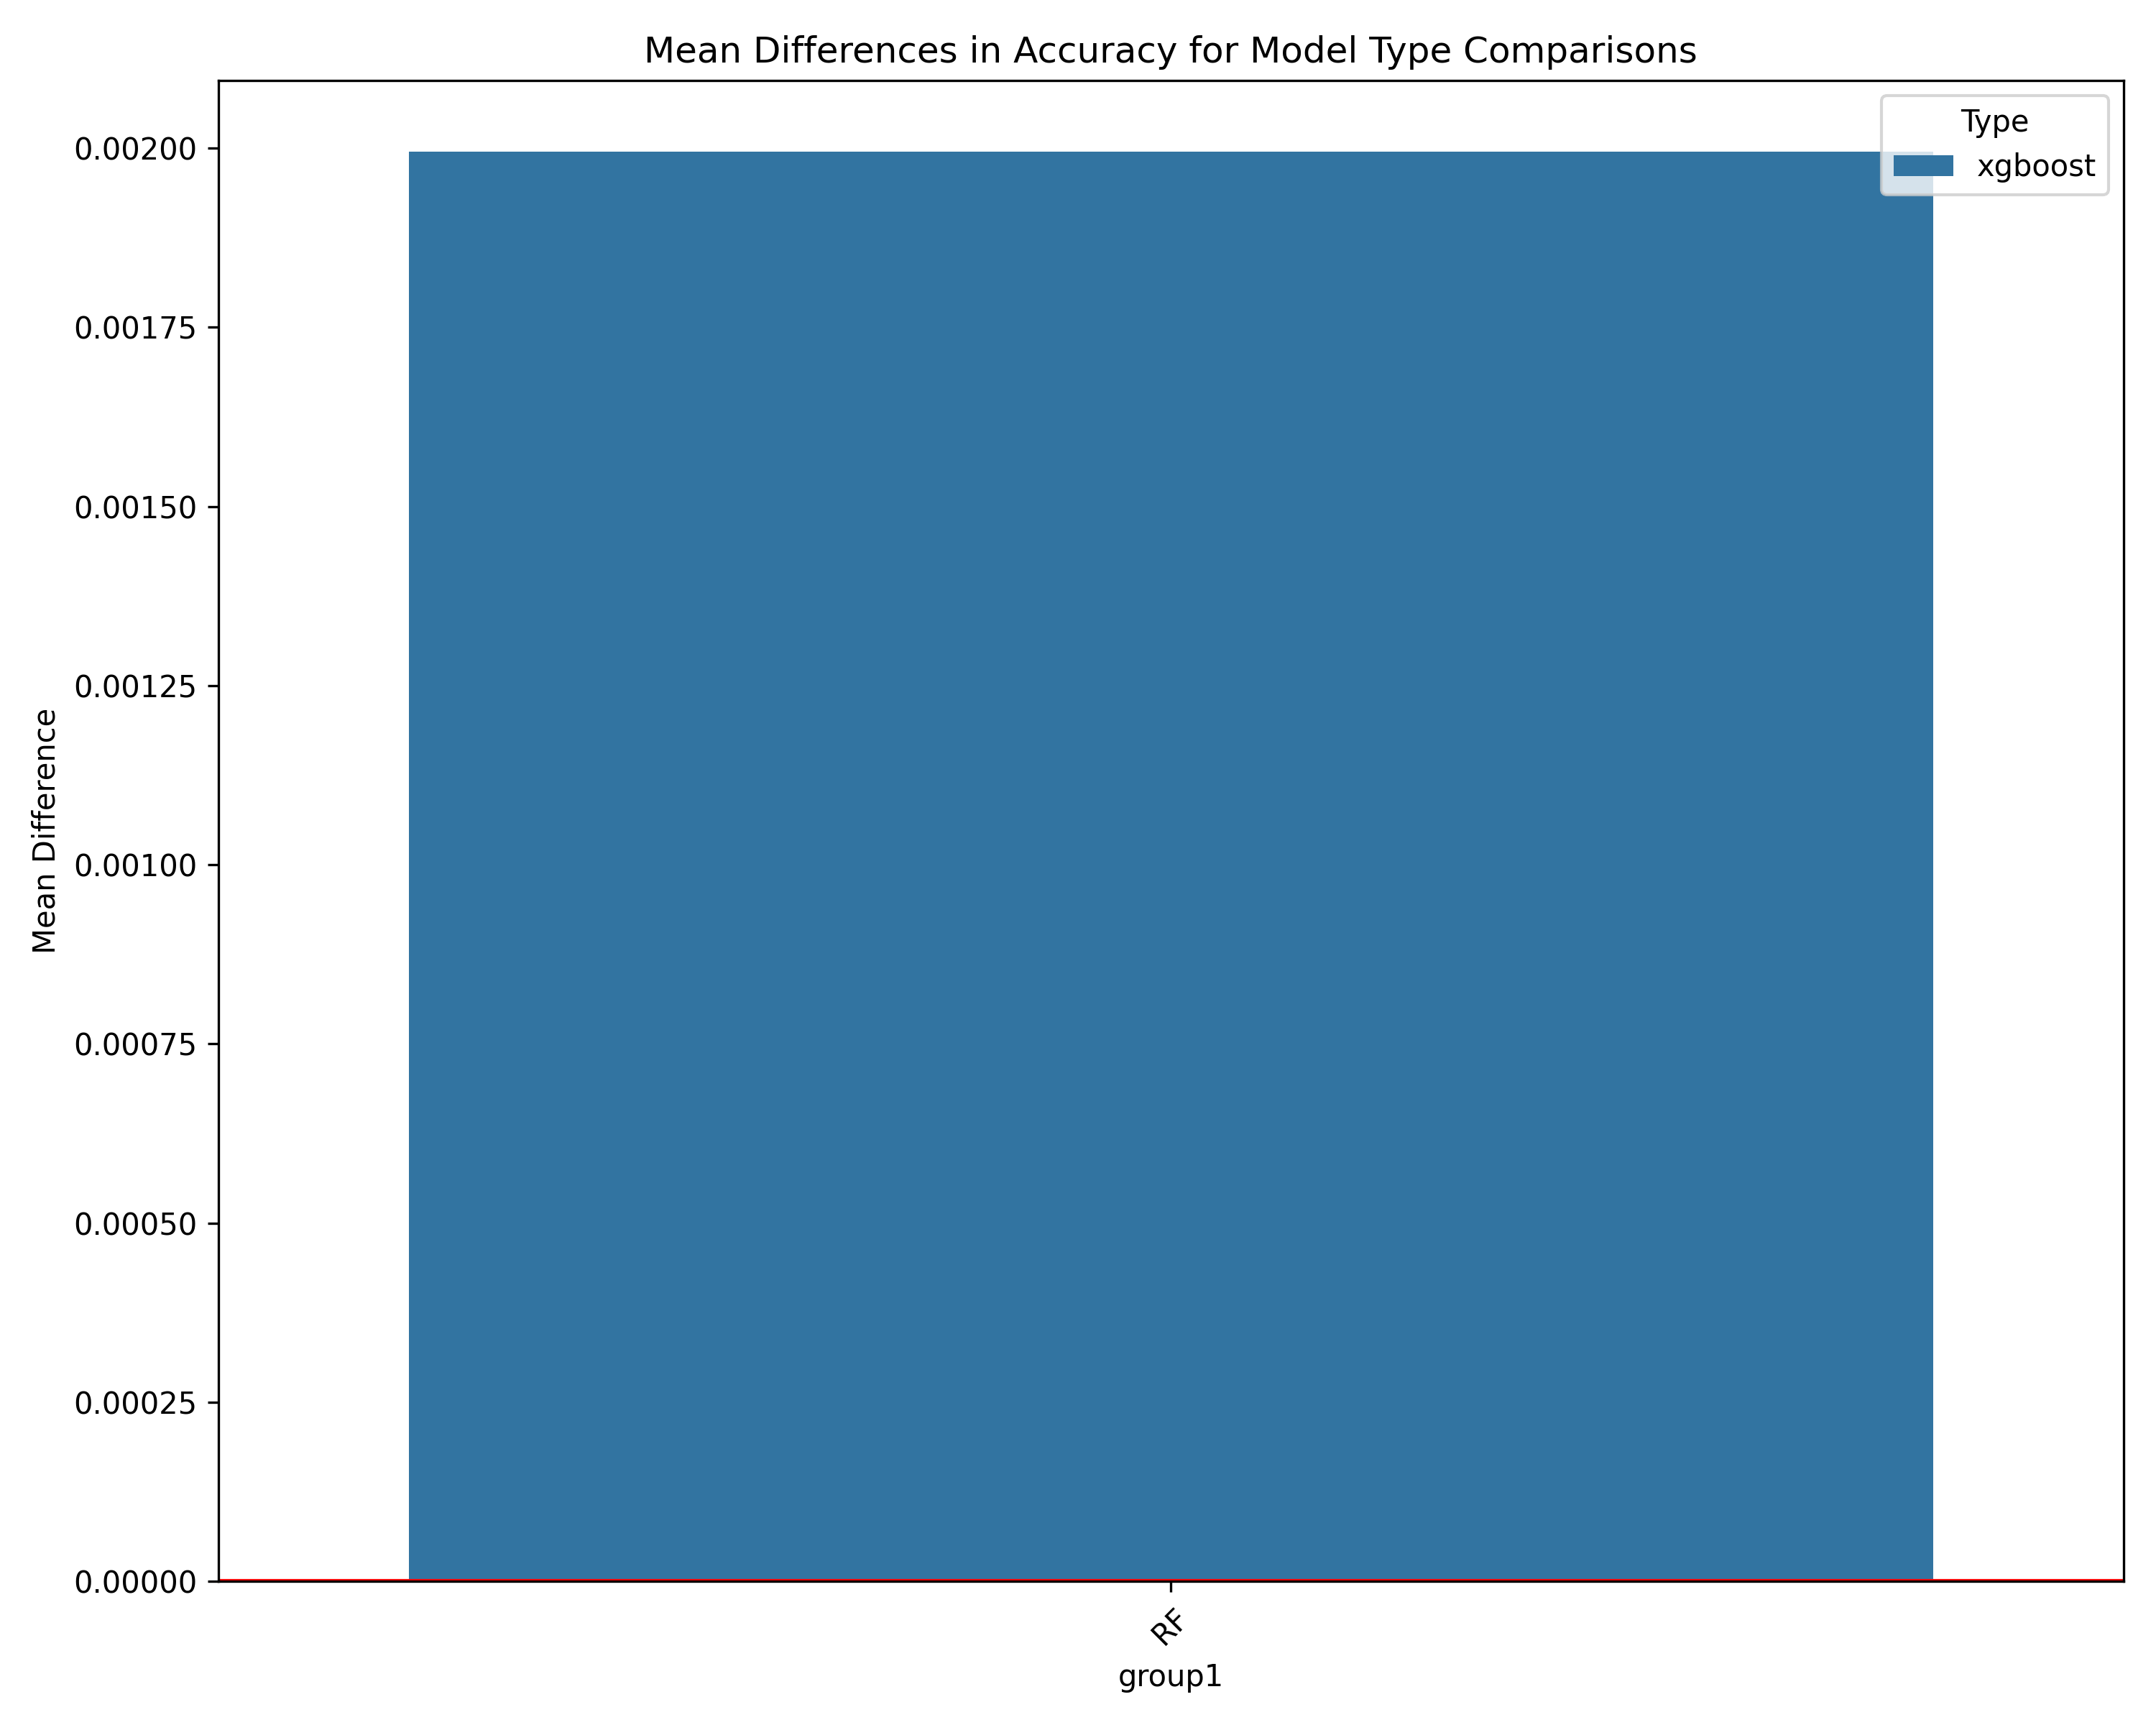 Mean Differences in Accuracy for Model Type Comparisons
Type
xgboost
0.00200
0.00175
0.00150
0.00125
0.00100
0.00075
0.00050
0.00025
0.00000
Mean Difference
RF
group1